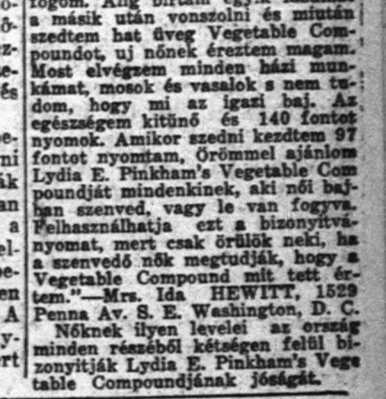 fogom. Alig birtam egyik lábam
a másik után vonszolni és miután
szedtem hat üveg Vegetable Com-
poundot, uj nőnek éreztem magam.
Most elvégzem minden házi mun-
kámat, mosok és vasalok s nem tu-
dom, hogy mi az igazi baj. Az
egészségem kitünő és 140 fontot
nyomok. Amikor szedni kezdtem 97
fontot nyomtam, Örömmel ajánlom
Lydia E. Pinkham's Vegetable Com
poundját mindenkinek, aki női baj-
ban szenved, vagy le van fogyva.
Felhasználhatja ezt a bizonyitvá-
nyomat, mert csak örülök neki, ha
a szenvedő nők megtudják, hogy a
Vegetable Compound mit tett ér-
tem."—Mrs. Ida HEWITT, 1529
Penna Av. S. E. Washington, D. C.
Nőknek ilyen levelei az ország
minden részéből kétségen felül bi-
zonyitják Lydia E. Pinkham's Vege
table Compoundjának jóságát.